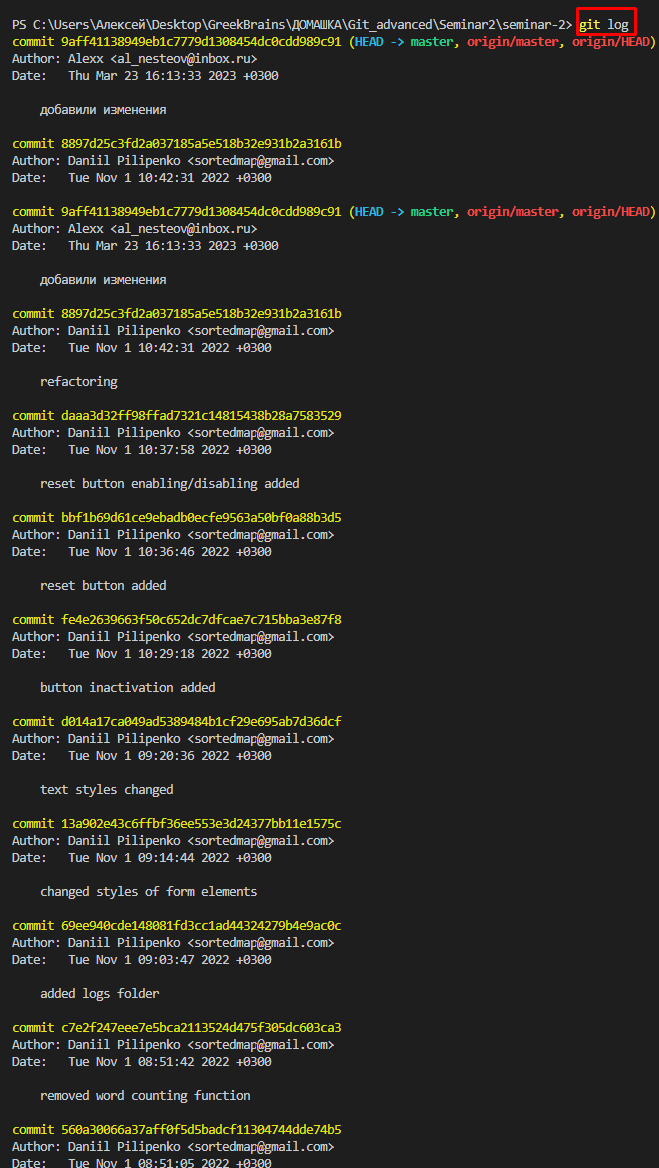 PS C:\Users\Алексей\Desktop\GreekBrains\ДОМАШКА\Git_advanced\Seminar2\seminar-2> git log
commit 9aff41138949eb1c7779d1308454dc0cdd989c91 (HEAD -> master, origin/master, origin/HEAD)
Author: Alexx <al_nesteov@inbox.ru>
Date:   Thu Mar 23 16:13:33 2023 +0300
добавили изменения
commit 8897d25c3fd2a037185a5e518b32e931b2a3161b
Author: Daniil Pilipenko <sortedmap@gmail.com>
Date:   Tue Nov 1 10:42:31 2022 +0300
commit 9aff41138949eb1c7779d1308454dc0cdd989c91 (HEAD -> master, origin/master, origin/HEAD)
Author: Alexx <al_nesteov@inbox.ru>
Date:   Thu Mar 23 16:13:33 2023 +0300
добавили изменения
commit 8897d25c3fd2a037185a5e518b32e931b2a3161b
Author: Daniil Pilipenko <sortedmap@gmail.com>
Date:   Tue Nov 1 10:42:31 2022 +0300
refactoring
commit daaa3d32ff98ffad7321c14815438b28a7583529
Author: Daniil Pilipenko <sortedmap@gmail.com>
Date:   Tue Nov 1 10:37:58 2022 +0300
reset button enabling/disabling added
commit bbf1b69d61ce9ebadb0ecfe9563a50bf0a88b3d5
Author: Daniil Pilipenko <sortedmap@gmail.com>
Date:   Tue Nov 1 10:36:46 2022 +0300
reset button added
commit fe4e2639663f50c652dc7dfcae7c715bba3e87f8
Author: Daniil Pilipenko <sortedmap@gmail.com>
Date:   Tue Nov 1 10:29:18 2022 +0300
button inactivation added
commit d014a17ca049ad5389484b1cf29e695ab7d36dcf
Author: Daniil Pilipenko <sortedmap@gmail.com>
Date:   Tue Nov 1 09:20:36 2022 +0300
text styles changed
commit 13a902e43c6ffbf36ee553e3d24377bb11e1575c
Author: Daniil Pilipenko <sortedmap@gmail.com>
Date:   Tue Nov 1 09:14:44 2022 +0300
changed styles of form elements
commit 69ee940cde148081fd3cc1ad44324279b4e9ac0c
Author: Daniil Pilipenko <sortedmap@gmail.com>
Date:   Tue Nov 1 09:03:47 2022 +0300
added logs folder
commit c7e2f247eee7e5bca2113524d475f305dc603ca3
Author: Daniil Pilipenko <sortedmap@gmail.com>
Date:   Tue Nov 1 08:51:42 2022 +0300
removed word counting function
commit 560a30066a37aff0f5d5badcf11304744dde74b5
Author: Daniil Pilipenko <sortedmap@gmail.com>
Date:   Tue Nov 1 08:51:05 2022 +0300